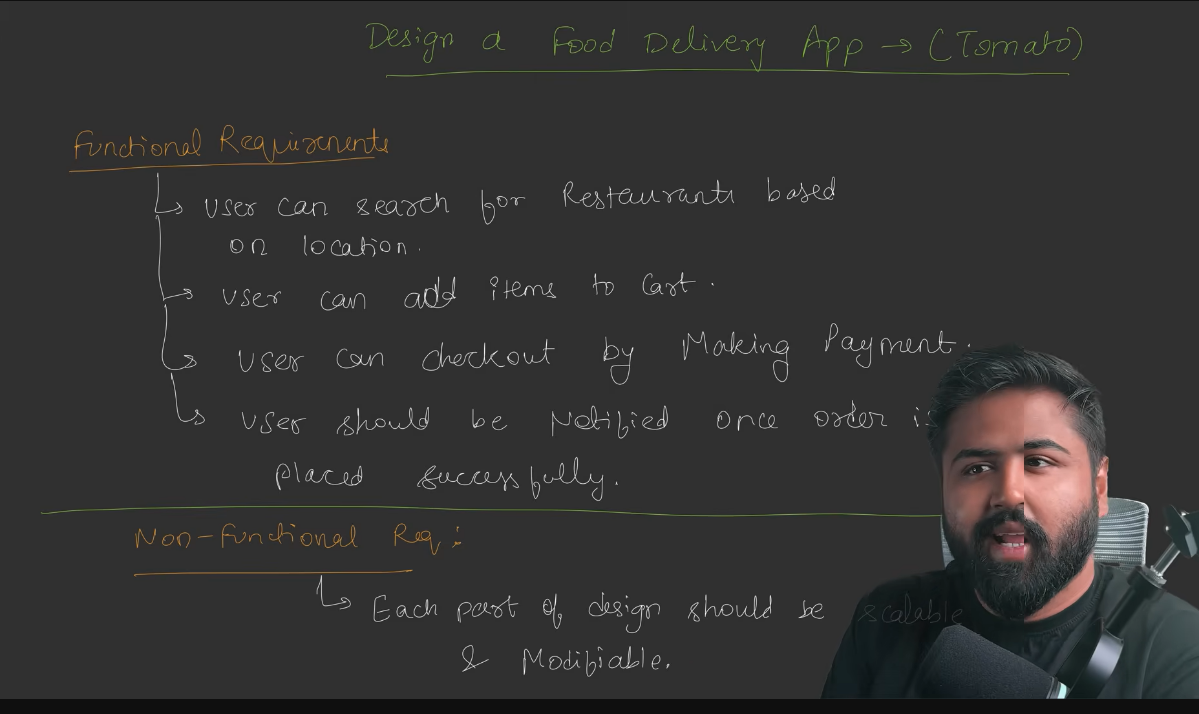 Design a Food Delivery App → (Tomato)
Functional Requirements
↳ User can search for Restaurants based
on location.
→ User can add items to Cart.
↳ User can checkout by Making Payment.
↳ User should be Notified once order is
placed successfully.
Non-Functional Req:
↳ Each part of design should be scalable
& Modifiable.